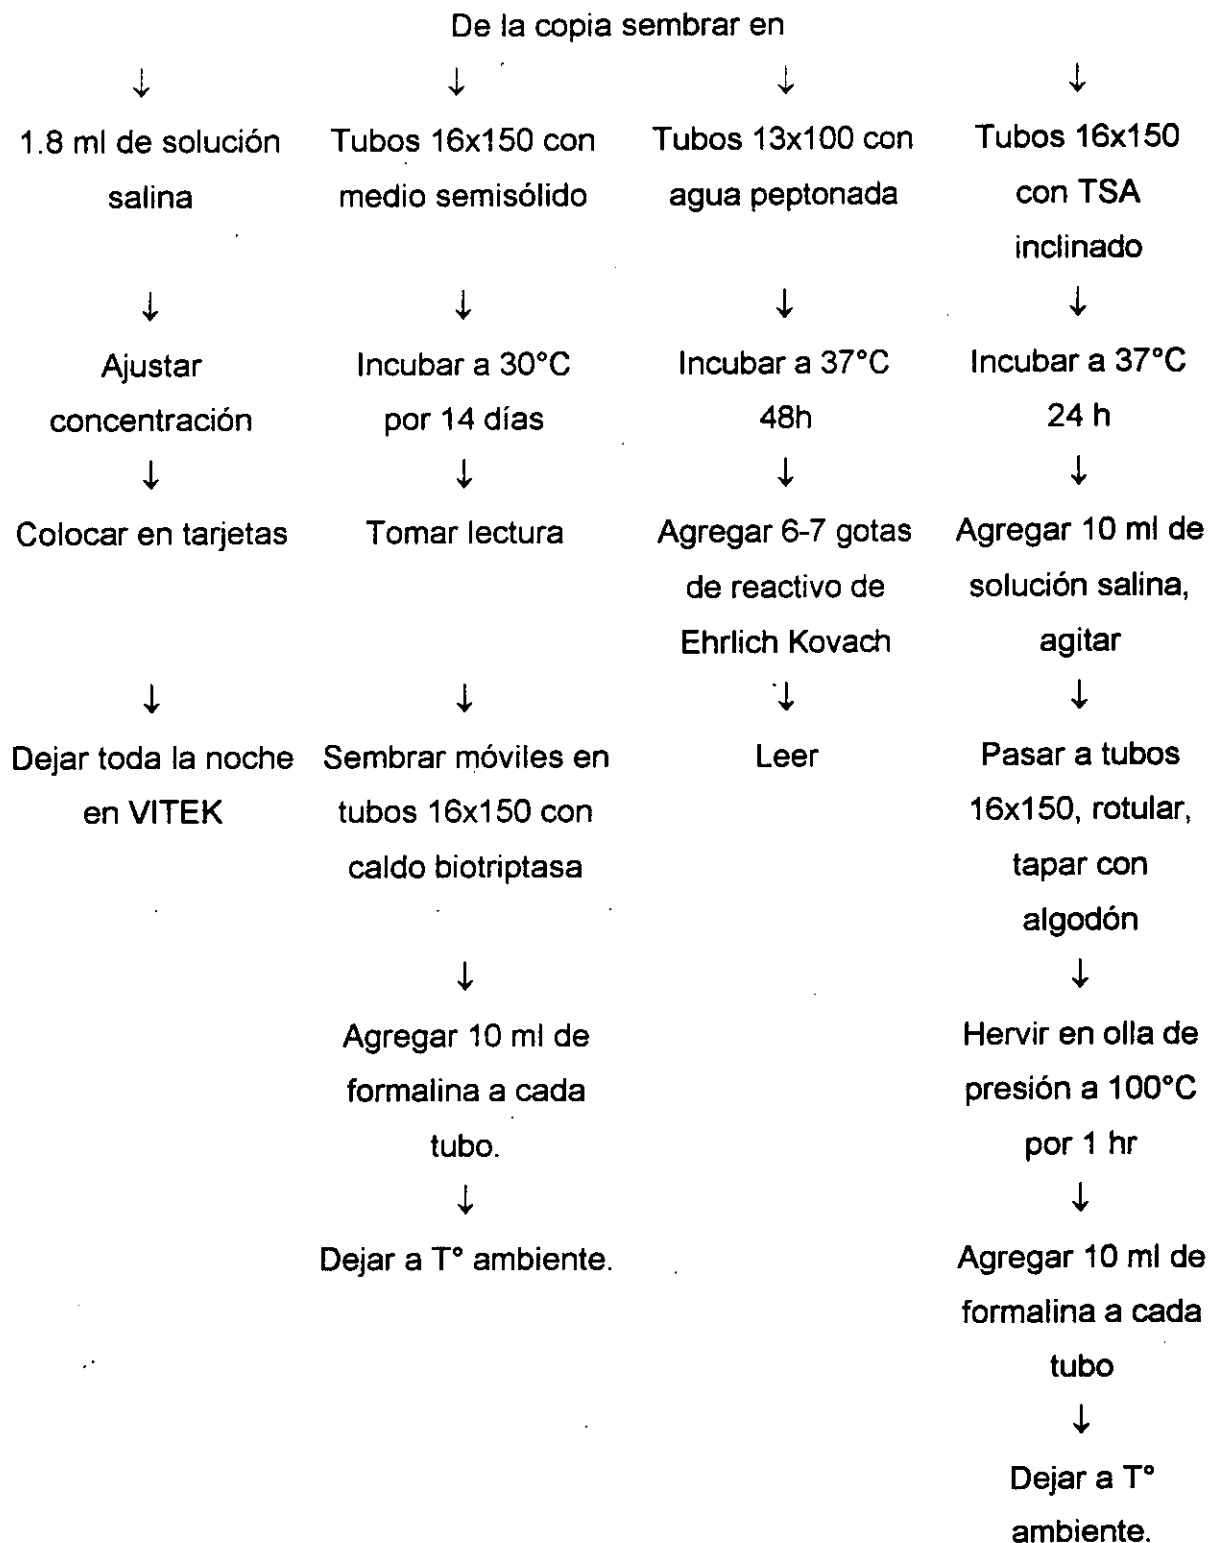 De la copia sembrar en
↓ ↓ ↓ ↓
1.8 ml de solución
salina
Tubos 16x150 con
medio semisólido
Tubos 13x100 con
agua peptonada
Tubos 16x150
con TSA
inclinado
↓ ↓ ↓ ↓
Ajustar
concentración
Incubar a 30°C
por 14 días
Incubar a 37°C
48h
Incubar a 37°C
24 h
↓ ↓ ↓ ↓
Colocar en tarjetas
Tomar lectura
Agregar 6-7 gotas
de reactivo de
Ehrlich Kovach
Agregar 10 ml de
solución salina,
agitar
↓ ↓ ↓ ↓
Dejar toda la noche
en VITEK
Sembrar móviles en
tubos 16x150 con
caldo biotriptasa
Leer
Pasar a tubos
16x150, rotular,
tapar con
algodón
↓ ↓
Agregar 10 ml de
formalina a cada
tubo.
Hervir en olla de
presión a 100°C
por 1 hr
↓ ↓
Dejar a T° ambiente.
Agregar 10 ml de
formalina a cada
tubo
↓
Dejar a T°
ambiente.